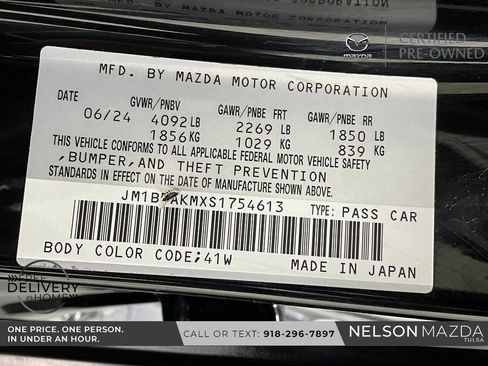 mazda
CERTIFIED
PRE-OWNED
MFD. BY MAZDA MOTOR CORPORATION
DATE GVWR/PNBV GAWR/PNBE FRT GAWR/PNBE RR
06/24 4092LB 2269 LB 1850 LB
1856KG 1029 KG 839 KG
THIS VEHICLE CONFORMS TO ALL APPLICABLE FEDERAL MOTOR VEHICLE SAFETY
,BUMPER,AND THEFT PREVENTION
STANDARDS IN EFFECT ON THE DATE OF MANUFACTURE SHOWN ABOVE.
TYPE: PASS CAR
BODY COLOR CODE;41W
MADE IN JAPAN
FREE
DELIVERY
@HOME
ONE PRICE. ONE PERSON.
IN UNDER AN HOUR.
CALL OR TEXT: 918-296-7897
NELSON MAZDA
TULSA